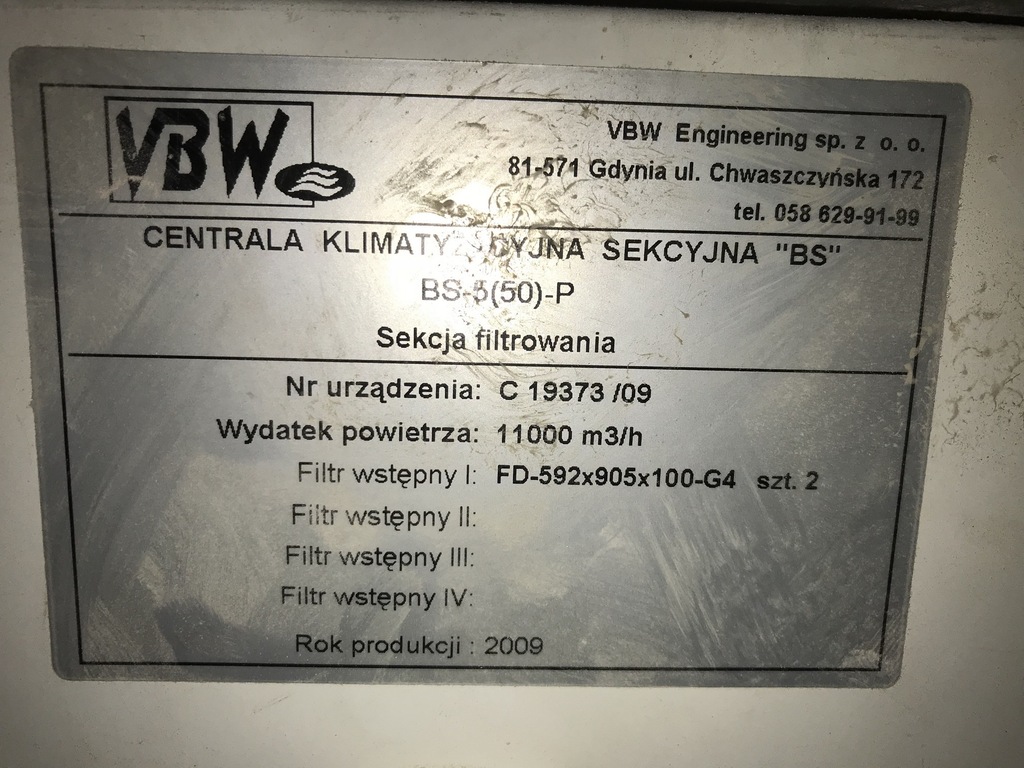 VBW
VBW Engineering sp. z o. o.
81-571 Gdynia ul. Chwaszczyńska 172
tel. 058 629-91-99
CENTRALA SEKCYJNA "BS"
BS-5(50)-P
Sekcja filtrowania
Nr urządzenia: C 19373 /09
Wydatek powietrza: 11000 m3/h
Filtr wstępny I: FD-592x905x100-G4 szt. 2
Filtr wstępny II:
Filtr wstępny III:
Filtr wstępny IV:
Rok produkcji : 2009